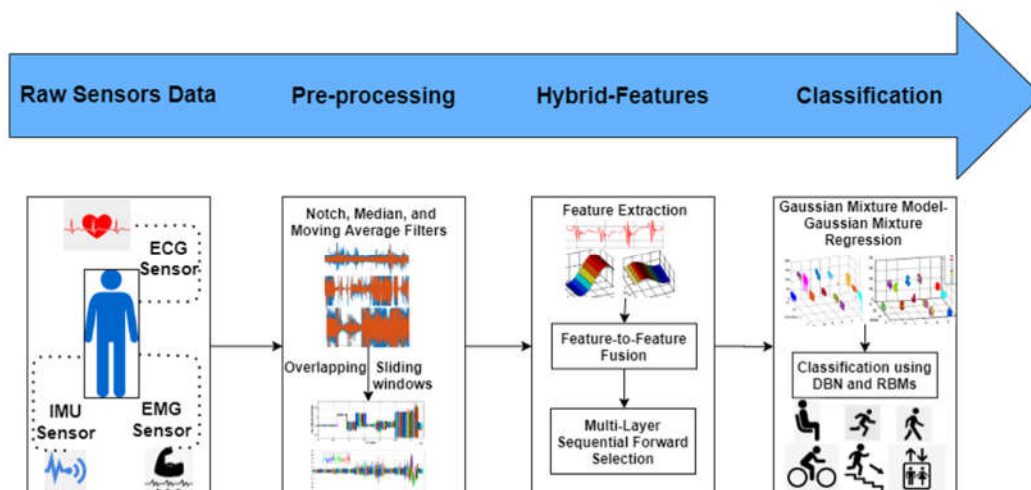 Raw Sensors Data
Pre-processing
Hybrid-Features
Classification
ECG
Sensor
IMU
Sensor
EMG
Sensor
Notch, Median, and
Moving Average Filters
Overlapping
Sliding
windows
Feature Extraction
Feature-to-Feature
Fusion
Multi-Layer
Sequential Forward
Selection
Gaussian Mixture Model-
Gaussian Mixture
Regression
Classification using
DBN and RBMs